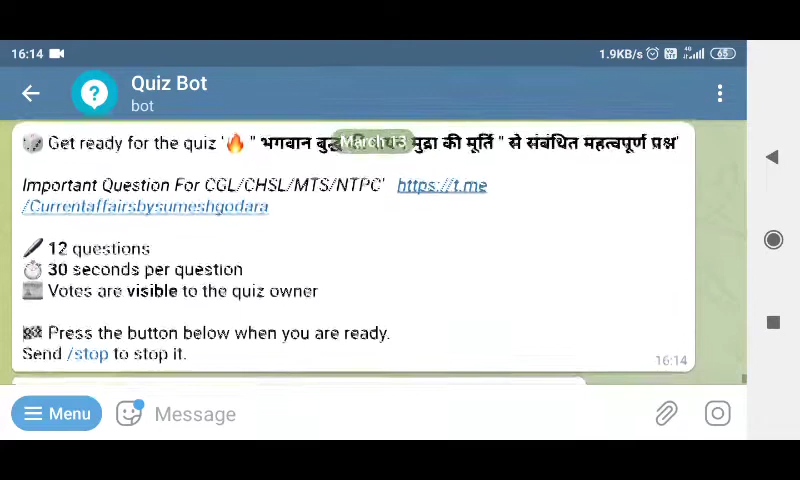 16:14
1.9KB/s 4G 65
Quiz Bot
bot
Get ready for the quiz '🔥 " भगवान बुद्ध मुद्रा की मूर्ति " से संबंधित महत्वपूर्ण प्रश्न'
March 13
Important Question For CGL/CHSL/MTS/NTPC' https://t.me
/Currentaffairsbysumeshgodara
12 questions
30 seconds per question
Votes are visible to the quiz owner
Press the button below when you are ready.
Send /stop to stop it.
16:14
Menu
Message